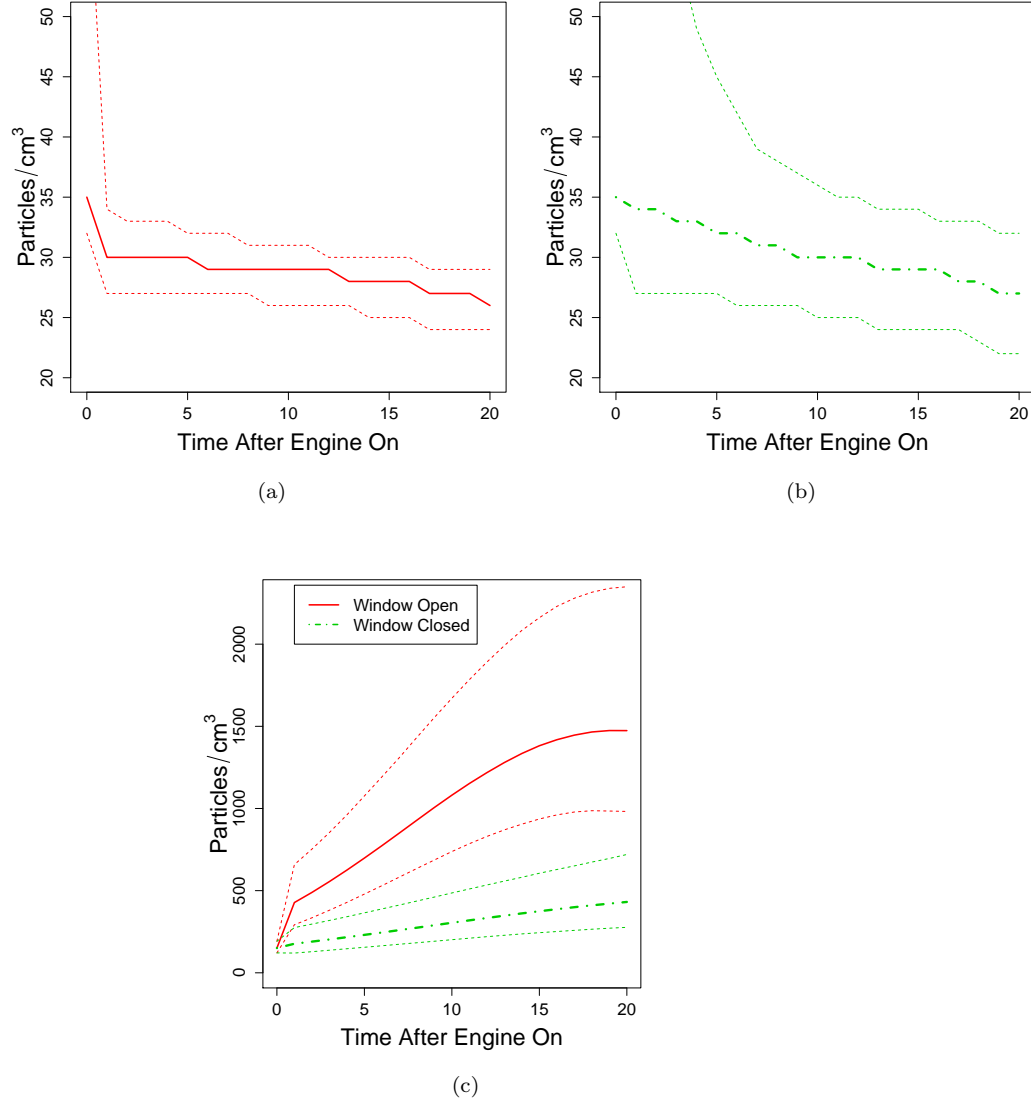 50
45
40
35
30
25
20
Particles/cm³
0 5 10 15 20
Time After Engine On
(a)
50
45
40
35
30
25
20
Particles/cm³
0 5 10 15 20
Time After Engine On
(b)
Window Open
Window Closed
2000
1500
1000
500
0
Particles/cm³
0 5 10 15 20
Time After Engine On
(c)